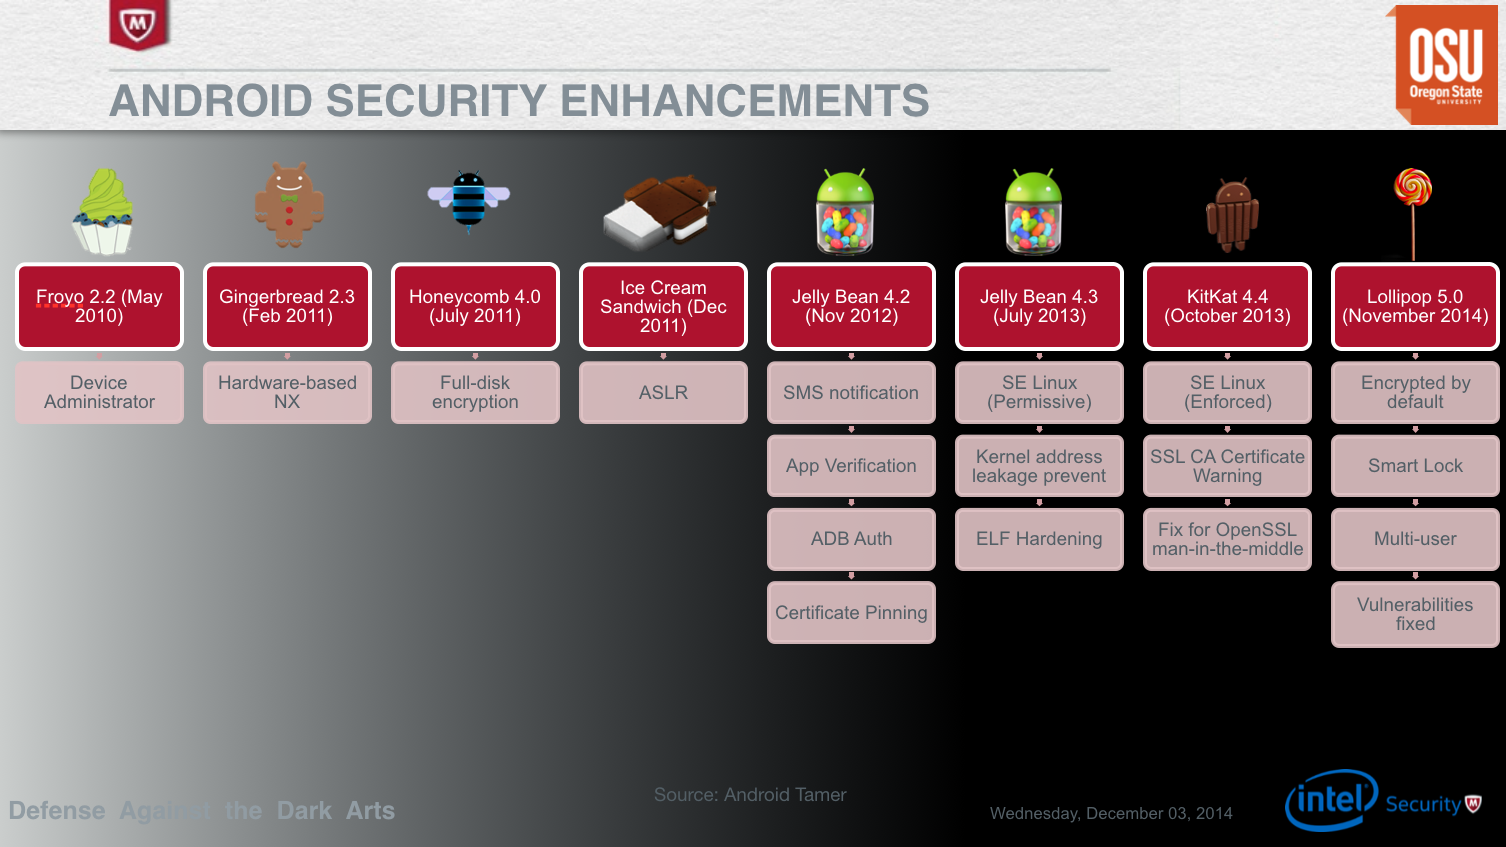 OSU
Oregon State
UNIVERSITY
ANDROID SECURITY ENHANCEMENTS
Froyo 2.2 (May
2010)
Device
Administrator
Gingerbread 2.3
(Feb 2011)
Hardware-based
NX
Honeycomb 4.0
(July 2011)
Full-disk
encryption
Ice Cream
Sandwich (Dec
2011)
ASLR
Jelly Bean 4.2
(Nov 2012)
SMS notification
App Verification
ADB Auth
Certificate Pinning
Jelly Bean 4.3
(July 2013)
SE Linux
(Permissive)
Kernel address
leakage prevent
ELF Hardening
KitKat 4.4
(October 2013)
SE Linux
(Enforced)
SSL CA Certificate
Warning
Fix for OpenSSL
man-in-the-middle
Lollipop 5.0
(November 2014)
Encrypted by
default
Smart Lock
Multi-user
Vulnerabilities
fixed
Source: Android Tamer
Defense Against the Dark Arts
Wednesday, December 03, 2014
intel Security